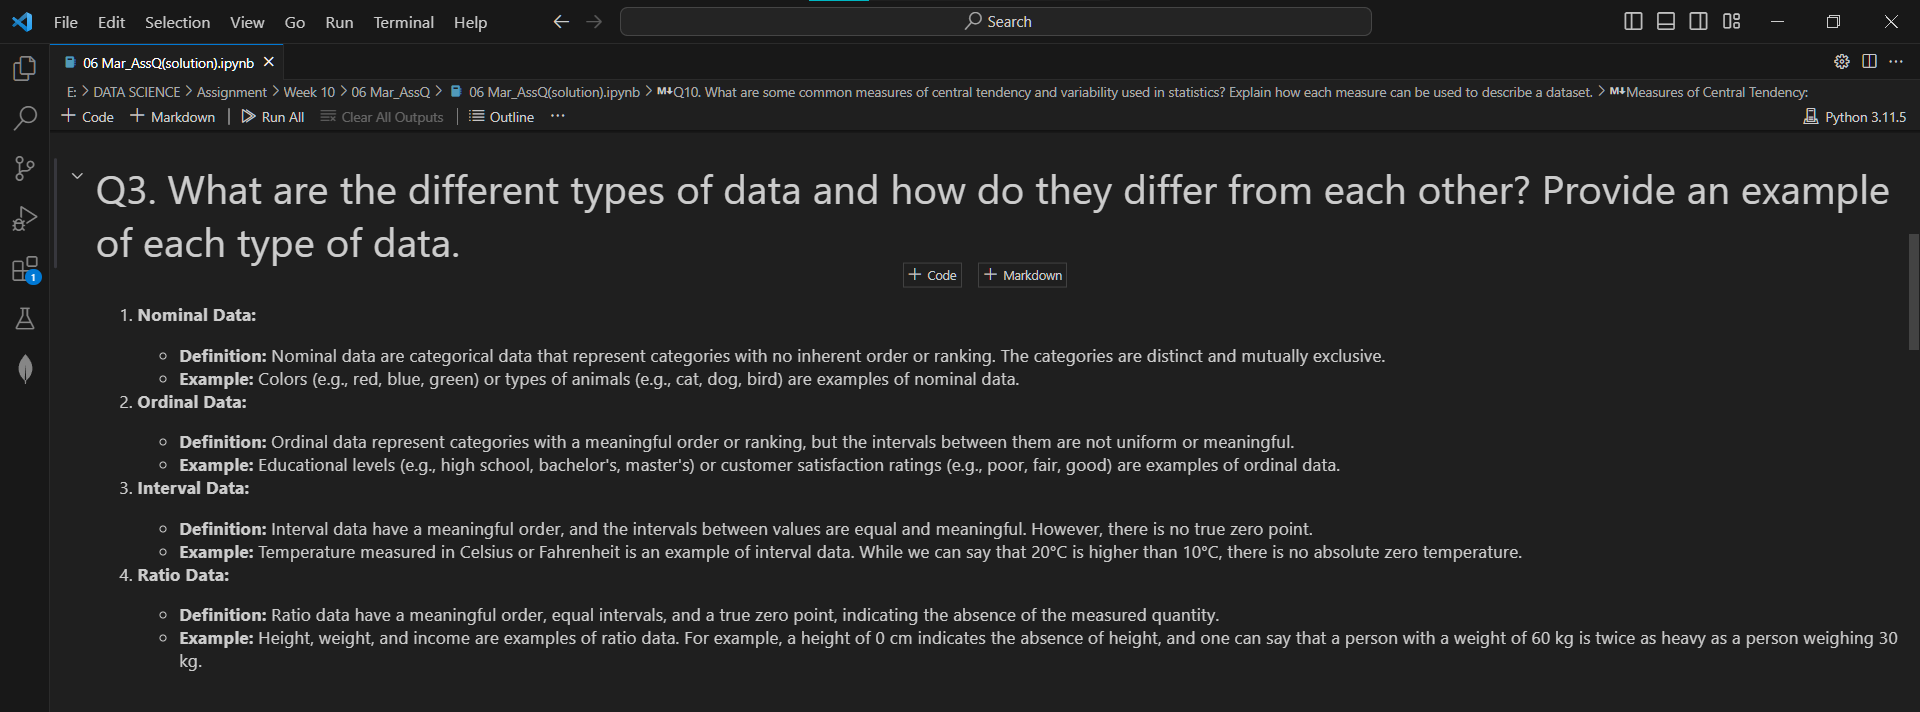 File Edit Selection View Go Run Terminal Help
Search
06 Mar_AssQ(solution).ipynb
E: > DATA SCIENCE > Assignment > Week 10 > 06 Mar_AssQ > 06 Mar_AssQ(solution).ipynb > M↓Q10. What are some common measures of central tendency and variability used in statistics? Explain how each measure can be used to describe a dataset. > M↓Measures of Central Tendency:
+ Code + Markdown | Run All Clear All Outputs | Outline ...
Python 3.11.5
Q3. What are the different types of data and how do they differ from each other? Provide an example
of each type of data.
+ Code + Markdown
1
1. Nominal Data:
Definition: Nominal data are categorical data that represent categories with no inherent order or ranking. The categories are distinct and mutually exclusive.
Example: Colors (e.g., red, blue, green) or types of animals (e.g., cat, dog, bird) are examples of nominal data.
2. Ordinal Data:
Definition: Ordinal data represent categories with a meaningful order or ranking, but the intervals between them are not uniform or meaningful.
Example: Educational levels (e.g., high school, bachelor's, master's) or customer satisfaction ratings (e.g., poor, fair, good) are examples of ordinal data.
3. Interval Data:
Definition: Interval data have a meaningful order, and the intervals between values are equal and meaningful. However, there is no true zero point.
Example: Temperature measured in Celsius or Fahrenheit is an example of interval data. While we can say that 20°C is higher than 10°C, there is no absolute zero temperature.
4. Ratio Data:
Definition: Ratio data have a meaningful order, equal intervals, and a true zero point, indicating the absence of the measured quantity.
Example: Height, weight, and income are examples of ratio data. For example, a height of 0 cm indicates the absence of height, and one can say that a person with a weight of 60 kg is twice as heavy as a person weighing 30
kg.